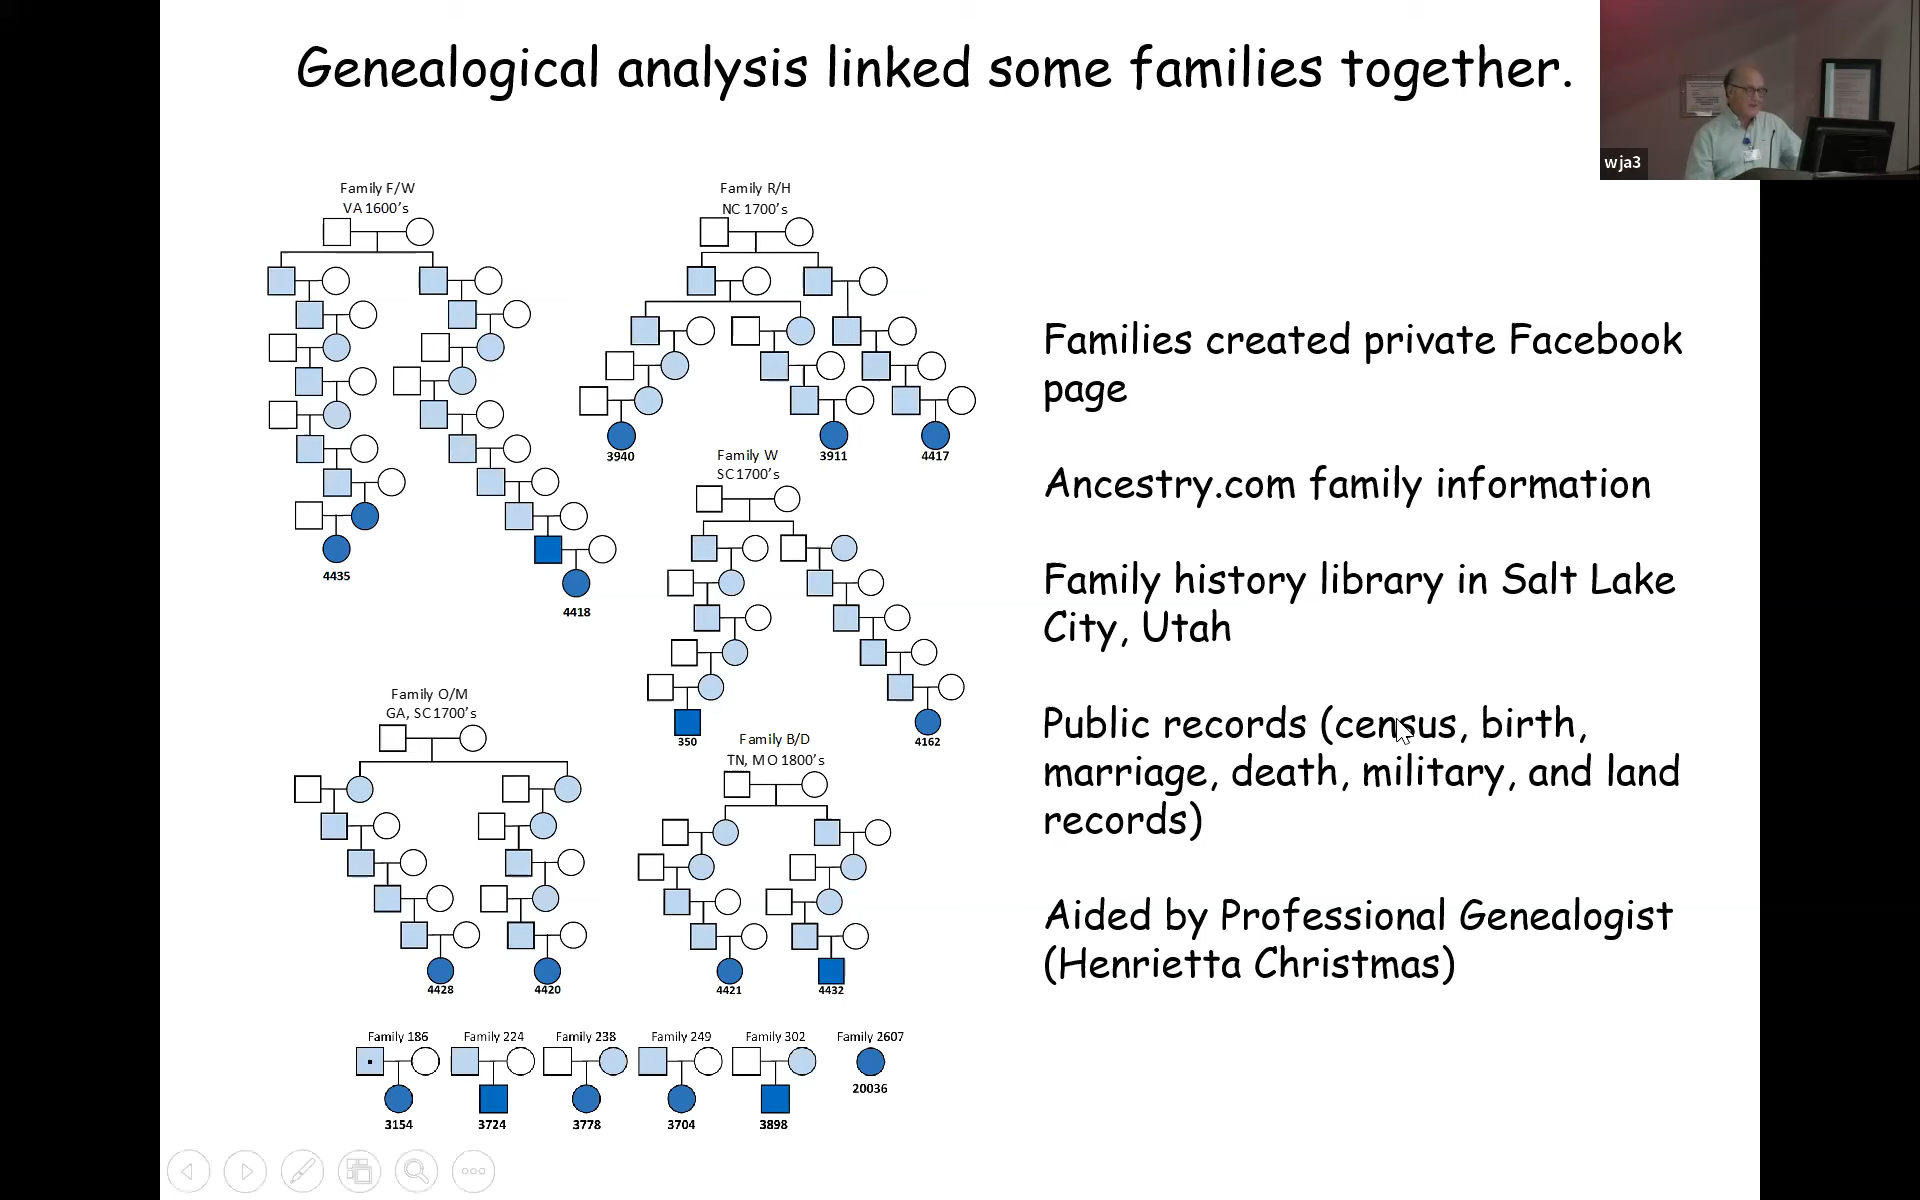 Genealogical analysis linked some families together.
wja3
Family F/W
VA 1600's
Family R/H
NC 1700's
3940
3911
4417
Family W
SC 1700's
4435
4418
350
4162
Family O/M
GA, SC 1700's
Family B/D
TN, MO 1800's
4428
4420
4421
4432
Family 186
Family 224
Family 238
Family 249
Family 302
Family 2607
20036
3154
3724
3778
3704
3898
Families created private Facebook
page
Ancestry.com family information
Family history library in Salt Lake
City, Utah
Public records (census, birth,
marriage, death, military, and land
records)
Aided by Professional Genealogist
(Henrietta Christmas)